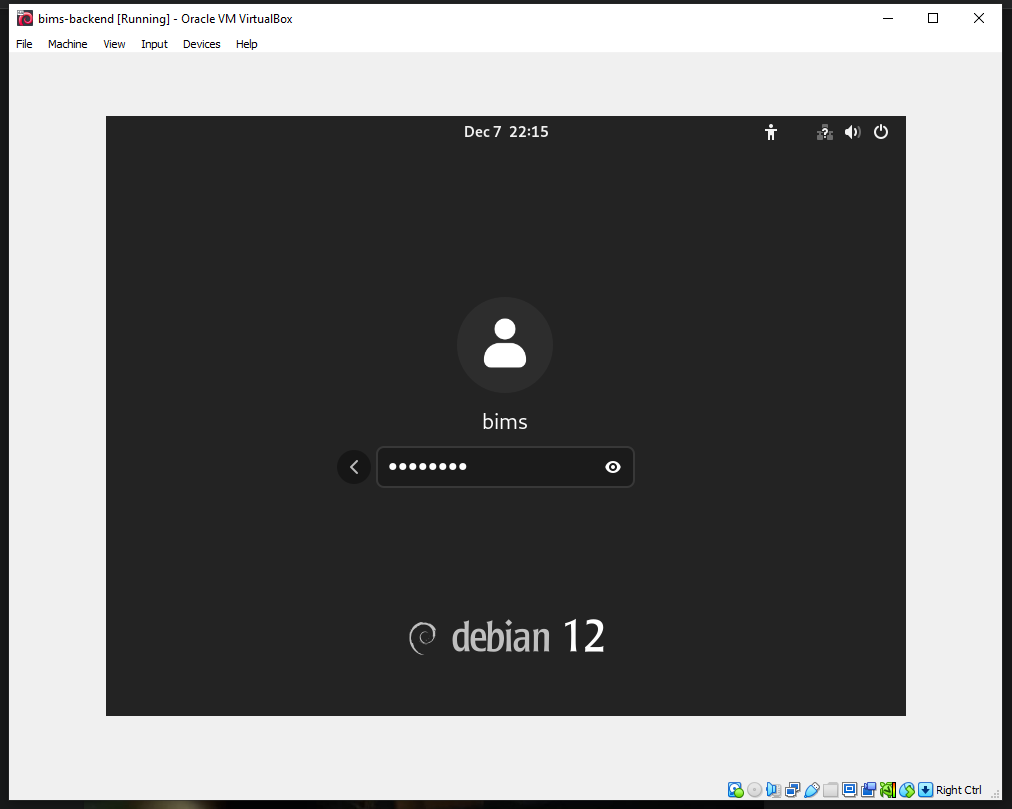 bims-backend [Running] - Oracle VM VirtualBox
File Machine View Input Devices Help
Dec 7 22:15
bims
debian 12
Right Ctrl